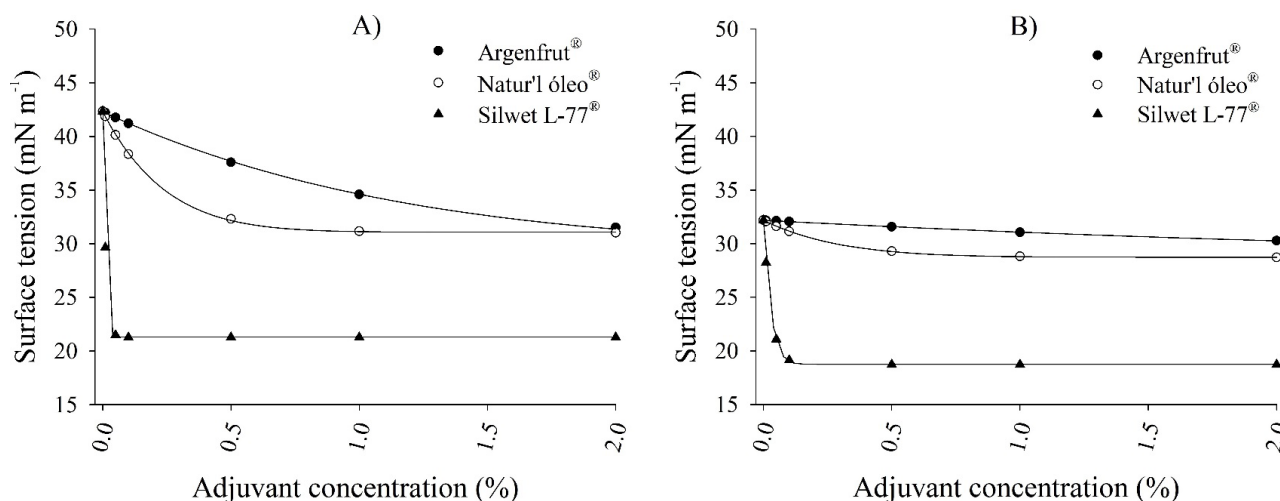 A)
Argenfrut®
Natur'l óleo®
Silwet L-77®
Surface tension (mN m-1)
50
45
40
35
30
25
20
15
0.0
0.5
1.0
1.5
2.0
Adjuvant concentration (%)
B)
Argenfrut®
Natur'l óleo®
Silwet L-77®
Surface tension (mN m-1)
50
45
40
35
30
25
20
15
0.0
0.5
1.0
1.5
2.0
Adjuvant concentration (%)